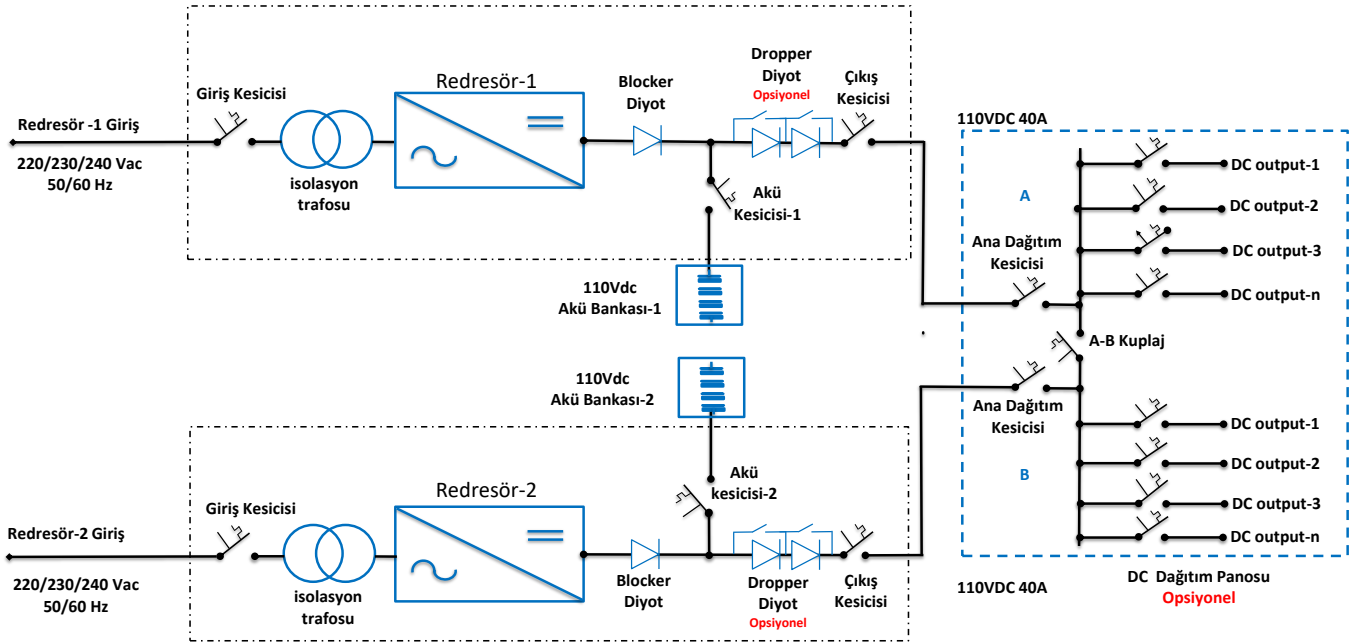 Redresör-1
Giriş Kesicisi
Redresör -1 Giriş
220/230/240 Vac
50/60 Hz
isolasyon
trafosu
Blocker
Diyot
Dropper
Diyot
Opsiyonel
Çıkış
Kesicisi
Akü
Kesicisi-1
110Vdc
Akü Bankası-1
110VDC 40A
A
Ana Dağıtım
Kesicisi
DC output-1
DC output-2
DC output-3
DC output-n
A-B Kuplaj
110Vdc
Akü Bankası-2
Akü
kesicisi-2
Redresör-2
Giriş Kesicisi
Redresör-2 Giriş
220/230/240 Vac
50/60 Hz
isolasyon
trafosu
Blocker
Diyot
Dropper
Diyot
Opsiyonel
Çıkış
Kesicisi
Ana Dağıtım
Kesicisi
B
DC output-1
DC output-2
DC output-3
DC output-n
110VDC 40A
DC Dağıtım Panosu
Opsiyonel